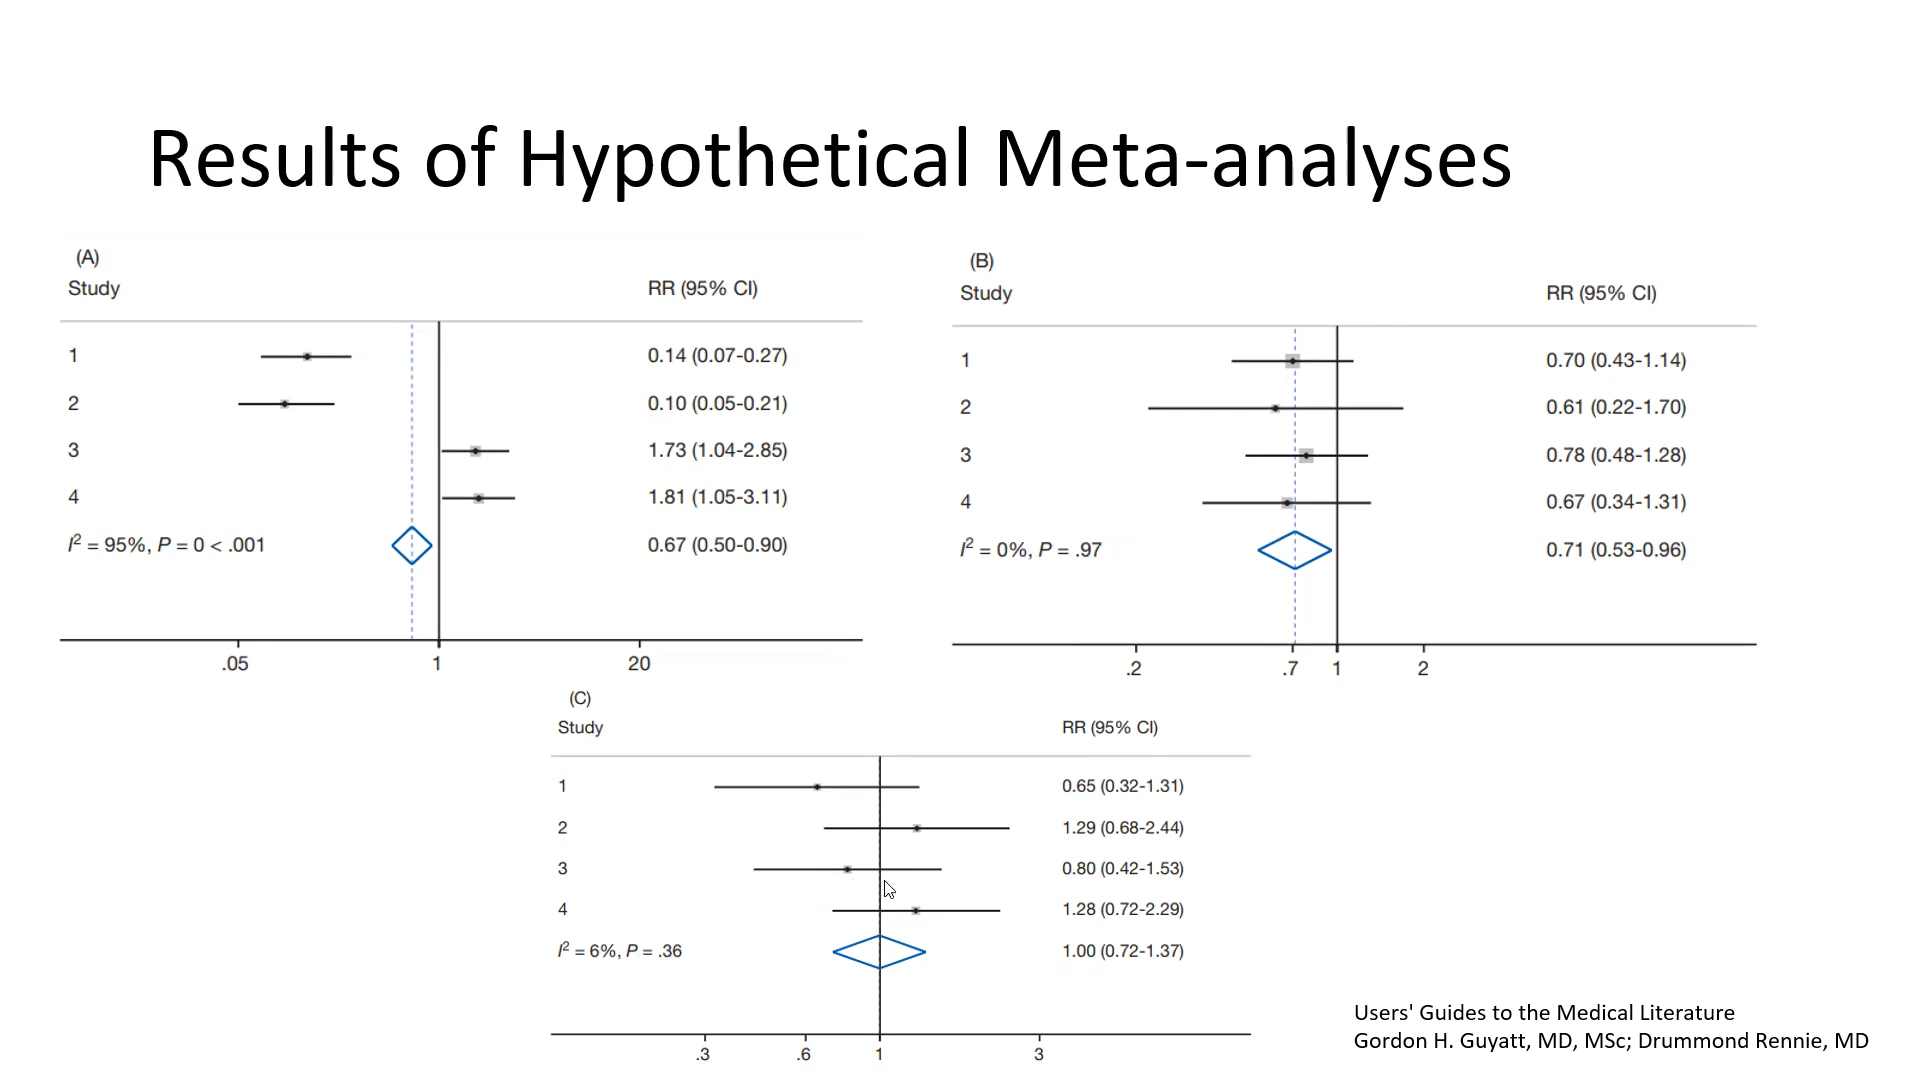 Results of Hypothetical Meta-analyses
(A)
Study RR (95% CI)
1 0.14 (0.07-0.27)
2 0.10 (0.05-0.21)
3 1.73 (1.04-2.85)
4 1.81 (1.05-3.11)
I² = 95%, P = 0 < .001 0.67 (0.50-0.90)
.05 1 20
(B)
Study RR (95% CI)
1 0.70 (0.43-1.14)
2 0.61 (0.22-1.70)
3 0.78 (0.48-1.28)
4 0.67 (0.34-1.31)
I² = 0%, P = .97 0.71 (0.53-0.96)
.2 .7 1 2
(C)
Study RR (95% CI)
1 0.65 (0.32-1.31)
2 1.29 (0.68-2.44)
3 0.80 (0.42-1.53)
4 1.28 (0.72-2.29)
I² = 6%, P = .36 1.00 (0.72-1.37)
.3 .6 1 3
Users' Guides to the Medical Literature
Gordon H. Guyatt, MD, MSc; Drummond Rennie, MD